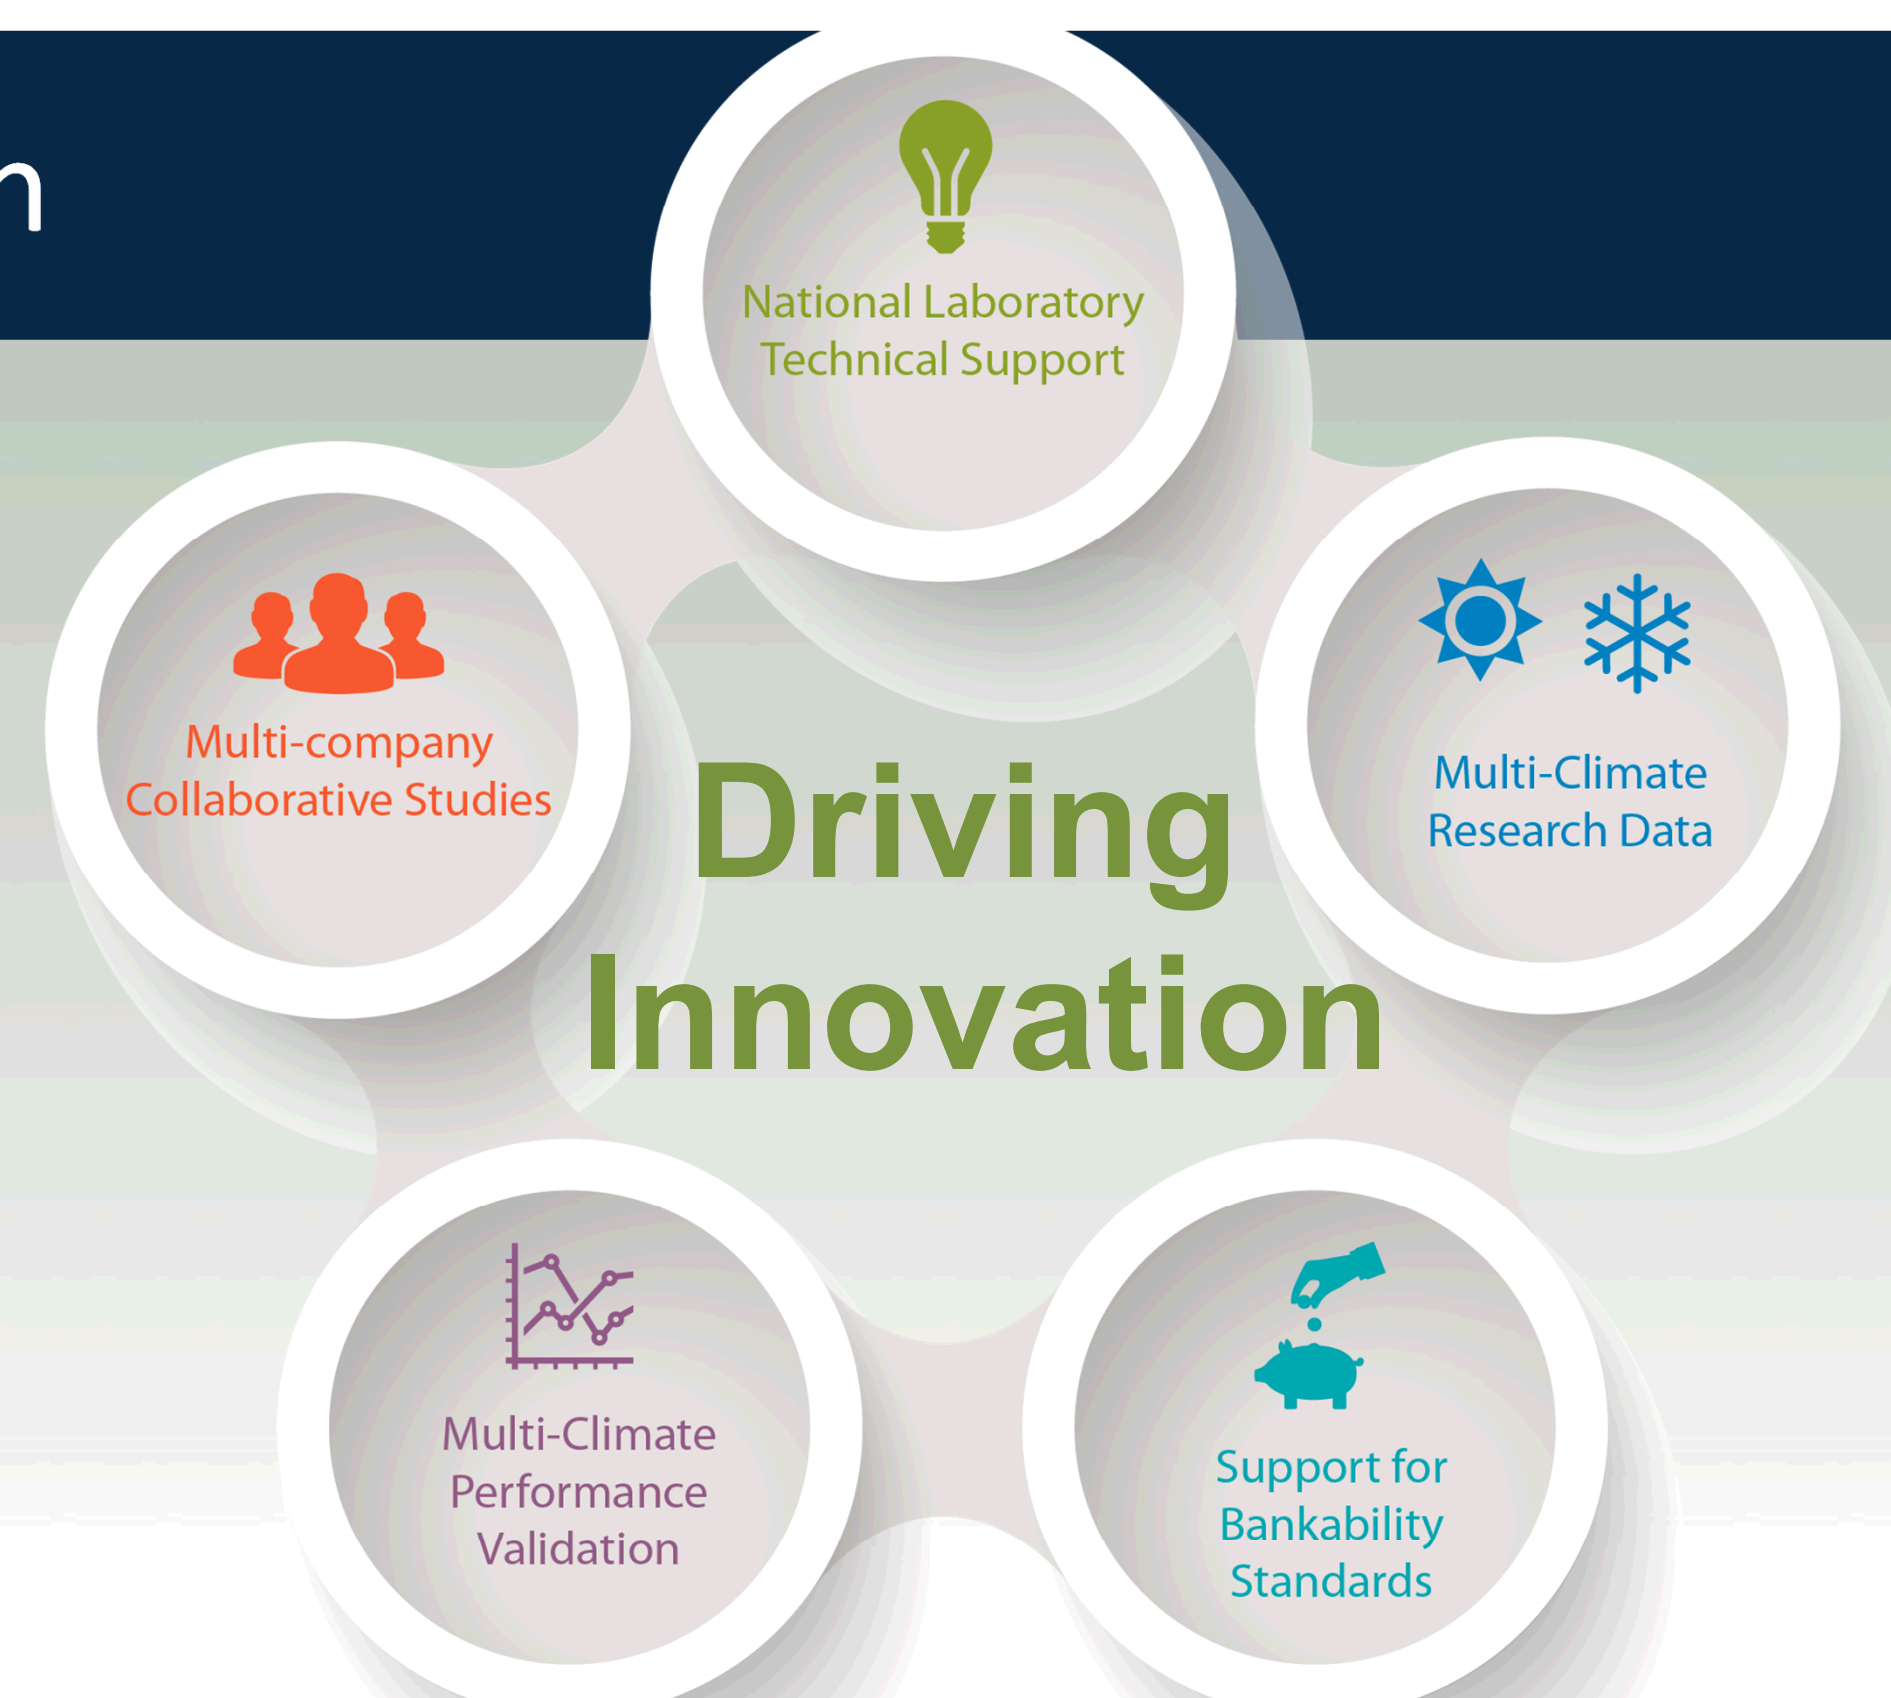 National Laboratory
Technical Support
Multi-company
Collaborative Studies
Multi-Climate
Research Data
Driving
Innovation
Multi-Climate
Performance
Validation
Support for
Bankability
Standards